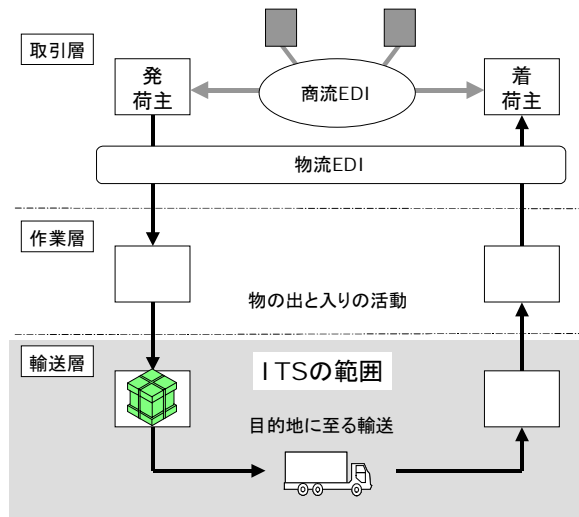 取引層
発
荷主
商流EDI
着
荷主
物流EDI
作業層
物の出と入りの活動
輸送層
ITSの範囲
目的地に至る輸送